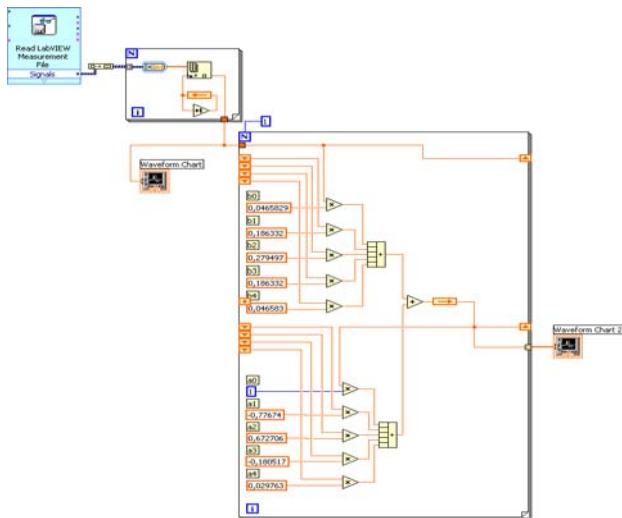 Read LabVIEW
Measurement
File
Signals
N
i
Waveform Chart
N
b0
0,0465829
b1
0,186332
b2
0,279497
b3
0,186332
b4
0,046583
Waveform Chart 2
a0
a1
-0,77674
a2
0,672706
a3
-0,180517
a4
0,029763
i